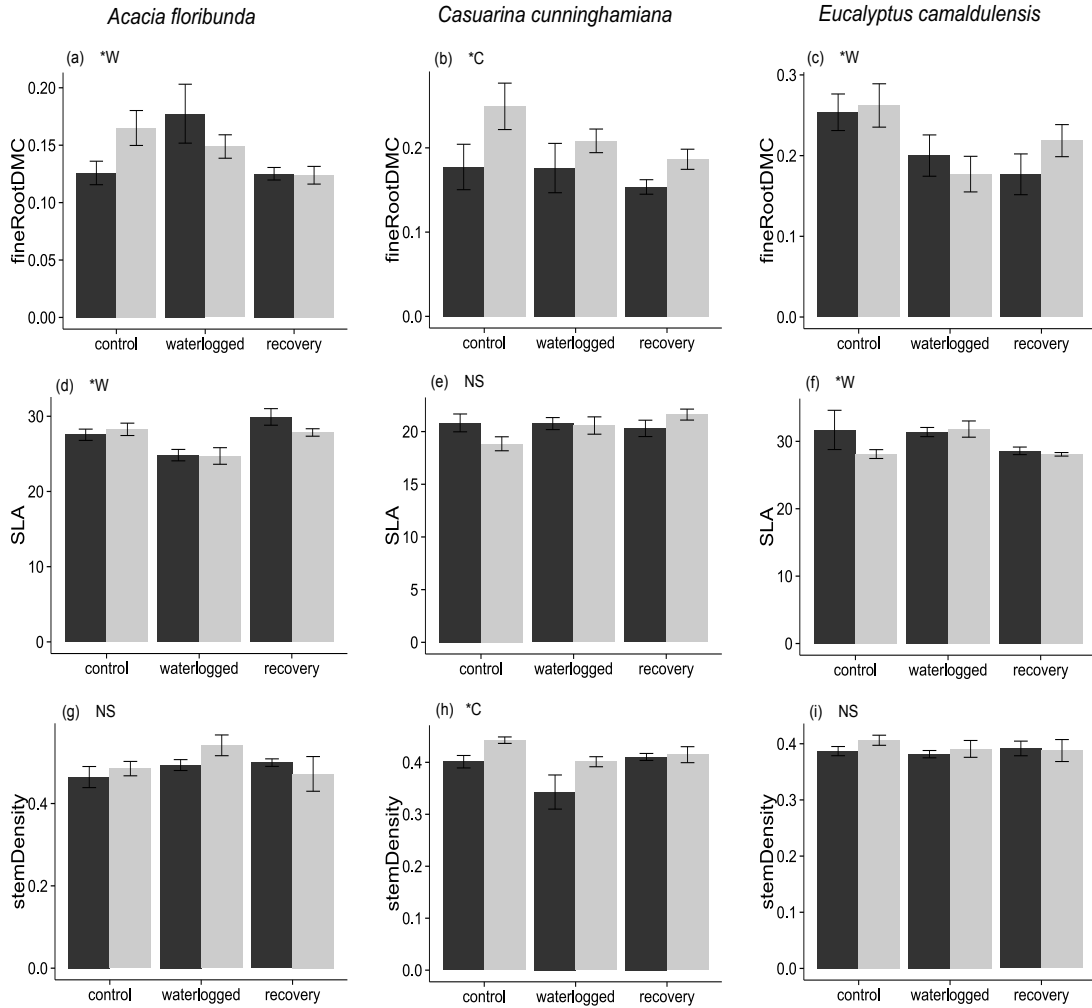 Acacia floribunda
Casuarina cunninghamiana
Eucalyptus camaldulensis
(a) *W
0.20
0.15
0.10
0.05
0.00
fineRootDMC
control waterlogged recovery
(b) *C
0.2
0.1
0.0
fineRootDMC
control waterlogged recovery
(c) *W
0.3
0.2
0.1
0.0
fineRootDMC
control waterlogged recovery
(d) *W
30
20
10
0
SLA
control waterlogged recovery
(e) NS
20
15
10
5
0
SLA
control waterlogged recovery
(f) *W
30
20
10
0
SLA
control waterlogged recovery
(g) NS
0.4
0.2
0.0
stemDensity
control waterlogged recovery
(h) *C
0.4
0.3
0.2
0.1
0.0
stemDensity
control waterlogged recovery
(i) NS
0.4
0.3
0.2
0.1
0.0
stemDensity
control waterlogged recovery